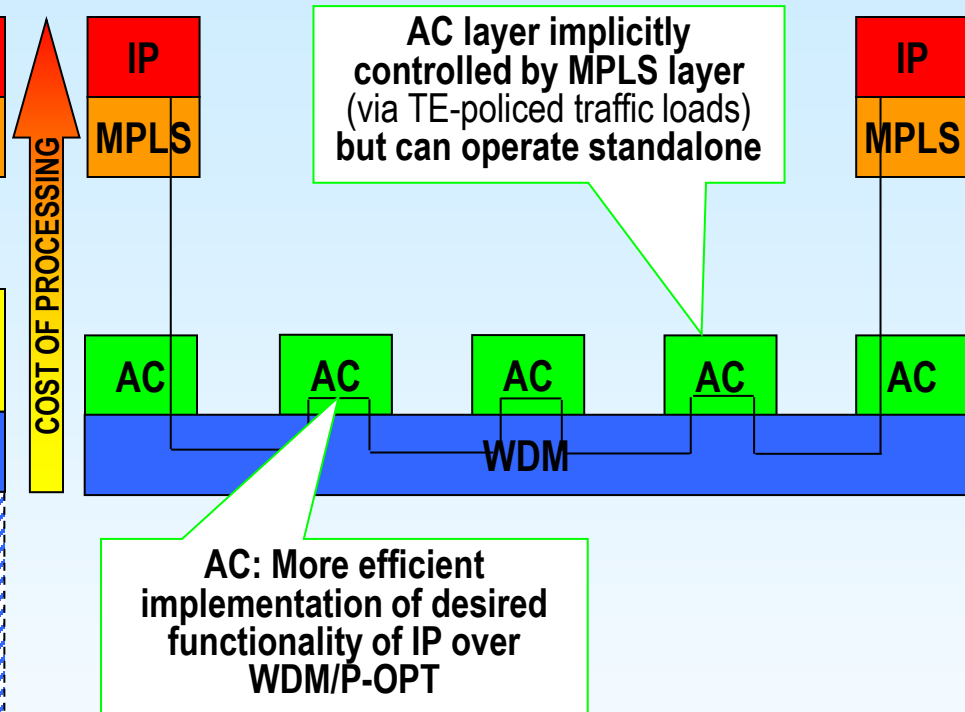 IP
MPLS
COST OF PROCESSING
AC layer implicitly
controlled by MPLS layer
(via TE-policed traffic loads)
but can operate standalone
IP
MPLS
AC
AC
AC
AC
AC
WDM
AC: More efficient
implementation of desired
functionality of IP over
WDM/P-OPT